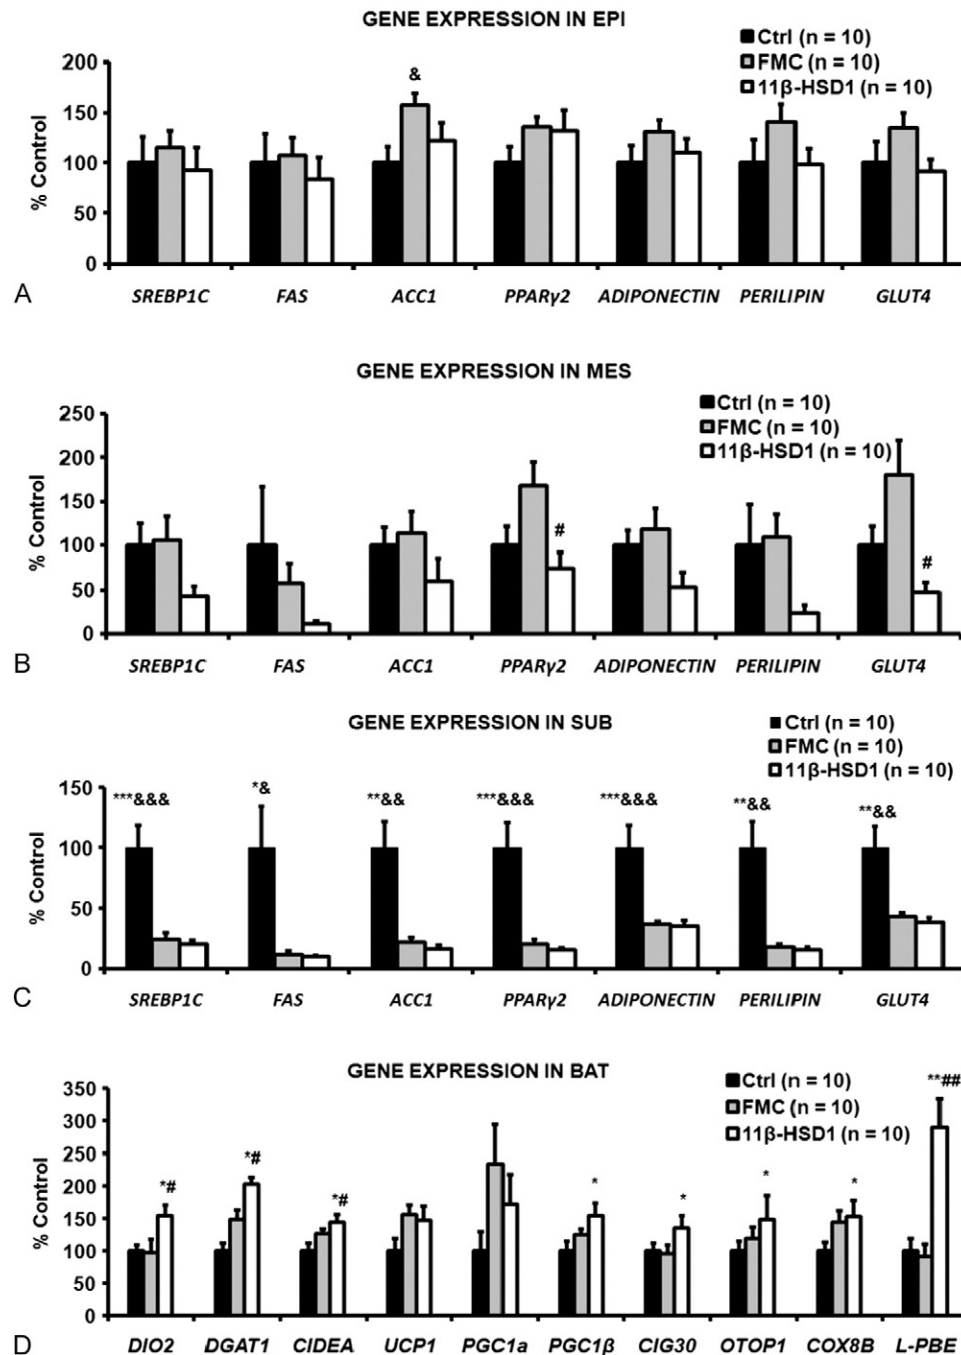 GENE EXPRESSION IN EPI
Ctrl (n = 10)
FMC (n = 10)
11β-HSD1 (n = 10)
% Control
200
150
100
50
0
&
SREBP1C FAS ACC1 PPARγ2 ADIPONECTIN PERILIPIN GLUT4
A
GENE EXPRESSION IN MES
Ctrl (n = 10)
FMC (n = 10)
11β-HSD1 (n = 10)
% Control
250
200
150
100
50
0
# #
SREBP1C FAS ACC1 PPARγ2 ADIPONECTIN PERILIPIN GLUT4
B
GENE EXPRESSION IN SUB
Ctrl (n = 10)
FMC (n = 10)
11β-HSD1 (n = 10)
% Control
150
100
50
0
***&&& *& **&& ***&&& ***&&& **&& **&&
SREBP1C FAS ACC1 PPARγ2 ADIPONECTIN PERILIPIN GLUT4
C
GENE EXPRESSION IN BAT
Ctrl (n = 10)
FMC (n = 10)
11β-HSD1 (n = 10)
% Control
350
300
250
200
150
100
50
0
*# *# *# * * * * **##
DIO2 DGAT1 CIDEA UCP1 PGC1a PGC1β CIG30 OTOP1 COX8B L-PBE
D